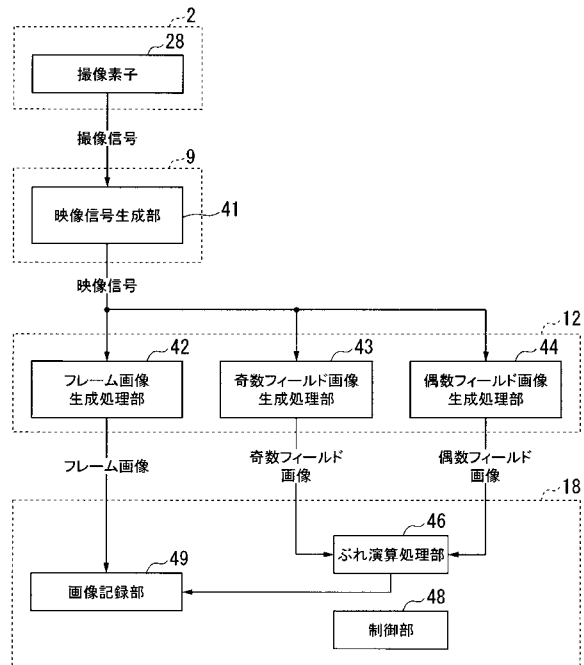 2
28
撮像素子
撮像信号
9
映像信号生成部
41
映像信号
12
42
43
44
フレーム画像
生成処理部
奇数フィールド画像
生成処理部
偶数フィールド画像
生成処理部
フレーム画像
奇数フィールド
画像
偶数フィールド
画像
18
46
ぶれ演算処理部
49
画像記録部
48
制御部